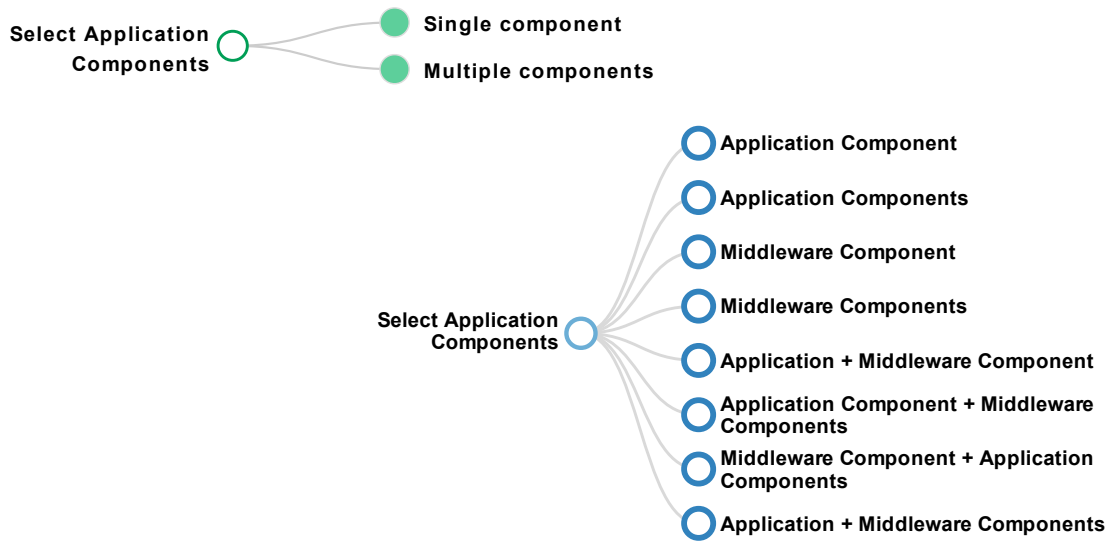 Select Application
Components
Single component
Multiple components
Application Component
Application Components
Middleware Component
Middleware Components
Select Application
Components
Application + Middleware Component
Application Component + Middleware
Components
Middleware Component + Application
Components
Application + Middleware Components